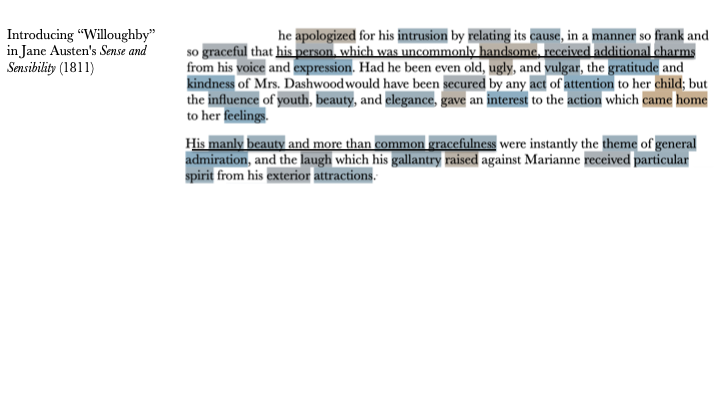 Introducing “Willoughby”
in Jane Austen's Sense and
Sensibility (1811)
he apologized for his intrusion by relating its cause, in a manner so frank and
so graceful that his person, which was uncommonly handsome, received additional charms
from his voice and expression. Had he been even old, ugly, and vulgar, the gratitude and
kindness of Mrs. Dashwood would have been secured by any act of attention to her child; but
the influence of youth, beauty, and elegance, gave an interest to the action which came home
to her feelings.
His manly beauty and more than common gracefulness were instantly the theme of general
admiration, and the laugh which his gallantry raised against Marianne received particular
spirit from his exterior attractions.